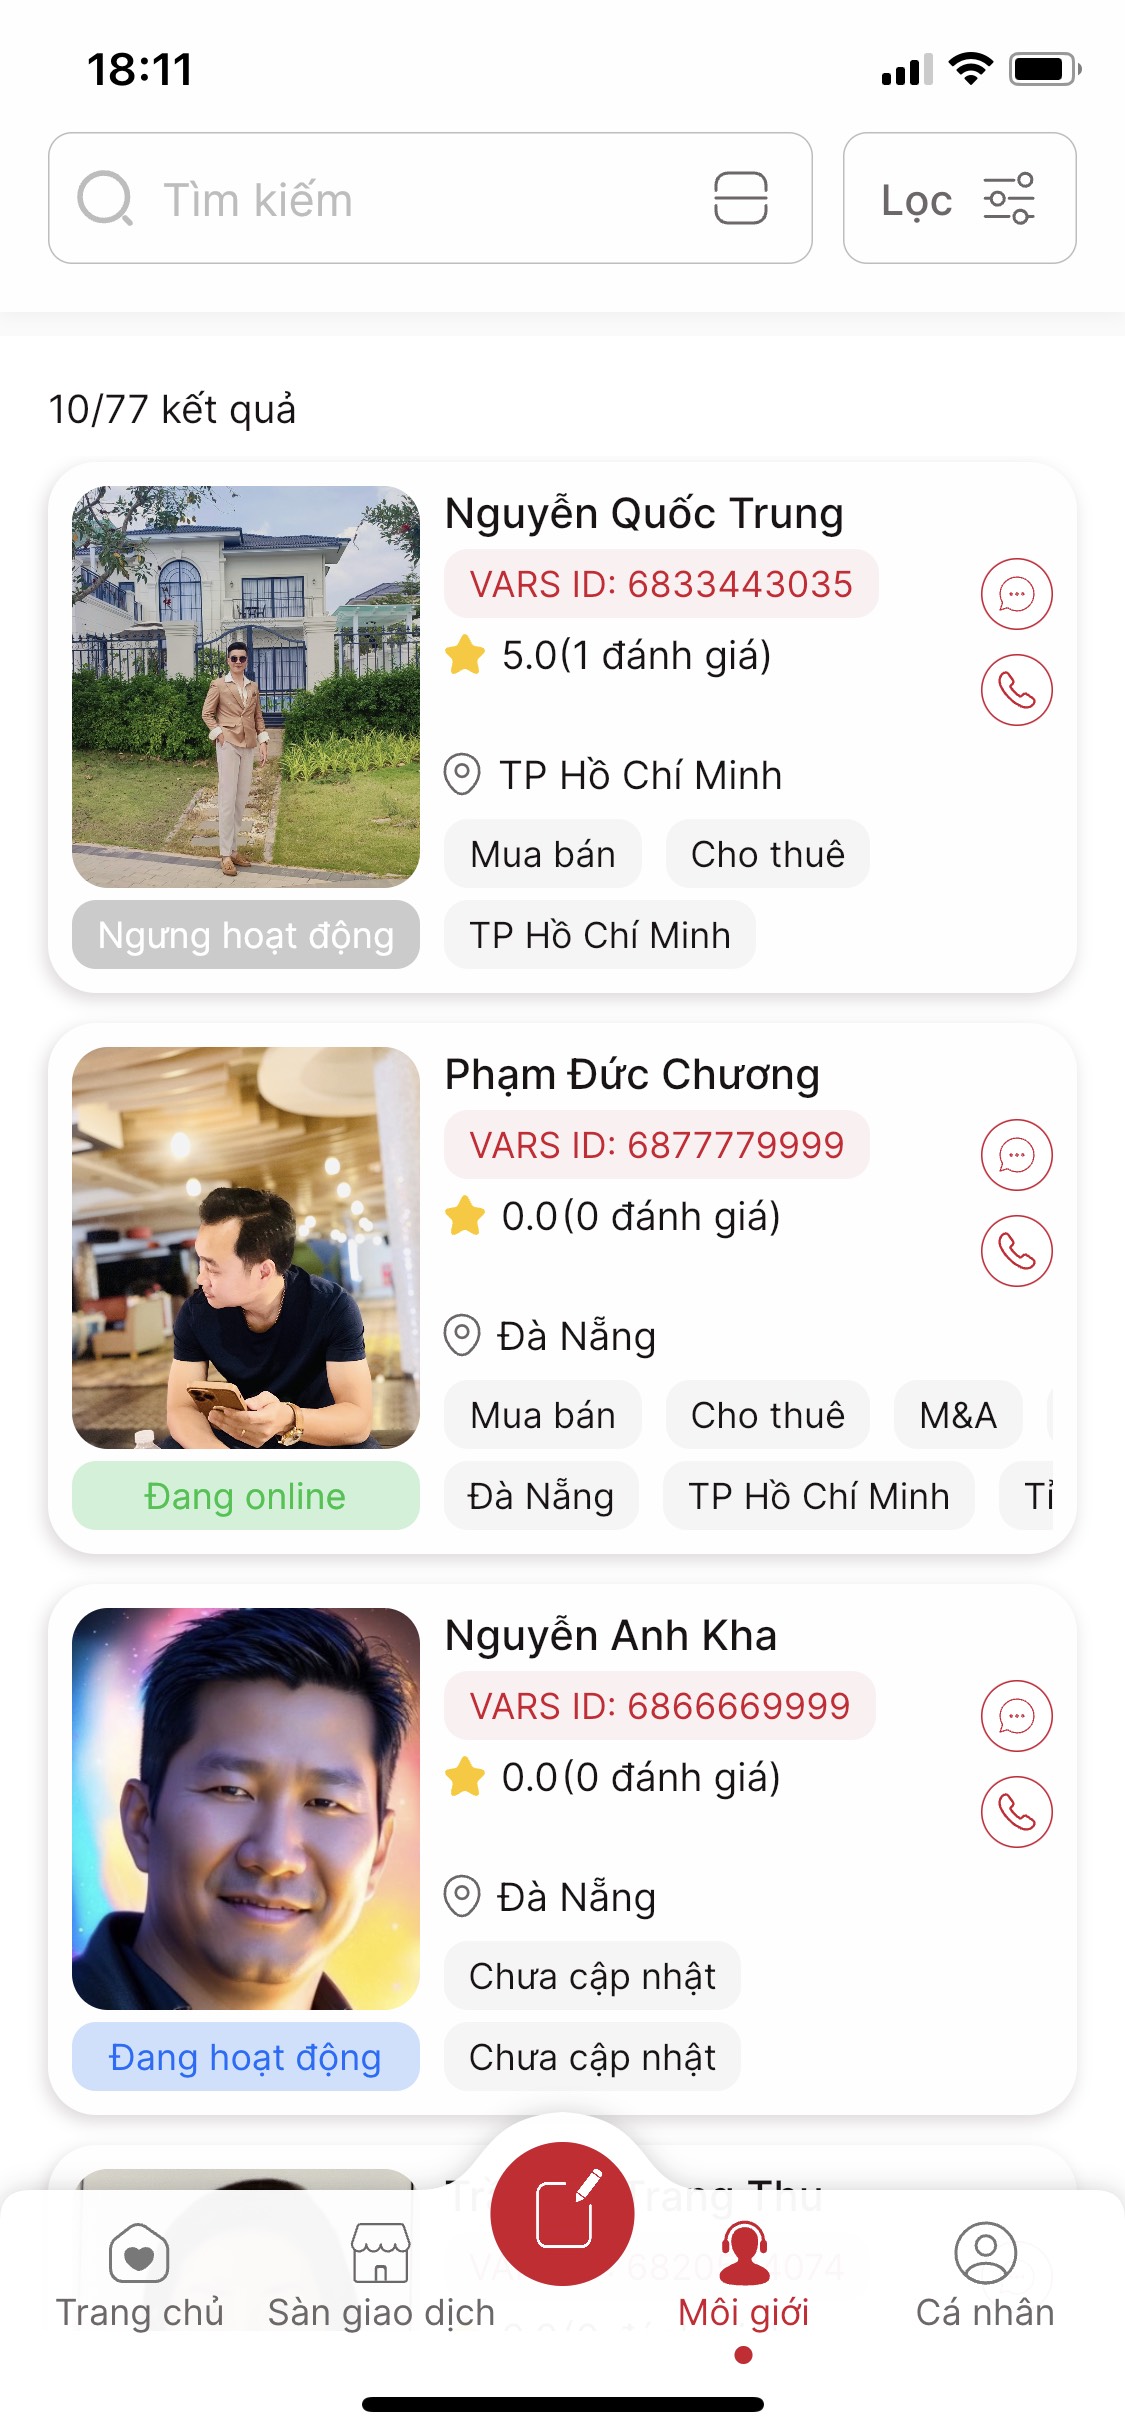 18:11
Tìm kiếm
Lọc
10/77 kết quả
Nguyễn Quốc Trung
VARS ID: 6833443035
5.0(1 đánh giá)
TP Hồ Chí Minh
Mua bán Cho thuê
Ngưng hoạt động TP Hồ Chí Minh
Phạm Đức Chương
VARS ID: 6877779999
0.0(0 đánh giá)
Đà Nẵng
Mua bán Cho thuê M&A
Đang online Đà Nẵng TP Hồ Chí Minh
Nguyễn Anh Kha
VARS ID: 6866669999
0.0(0 đánh giá)
Đà Nẵng
Chưa cập nhật
Đang hoạt động Chưa cập nhật
Trang Thu
Trang chủ Sàn giao dịch Môi giới Cá nhân